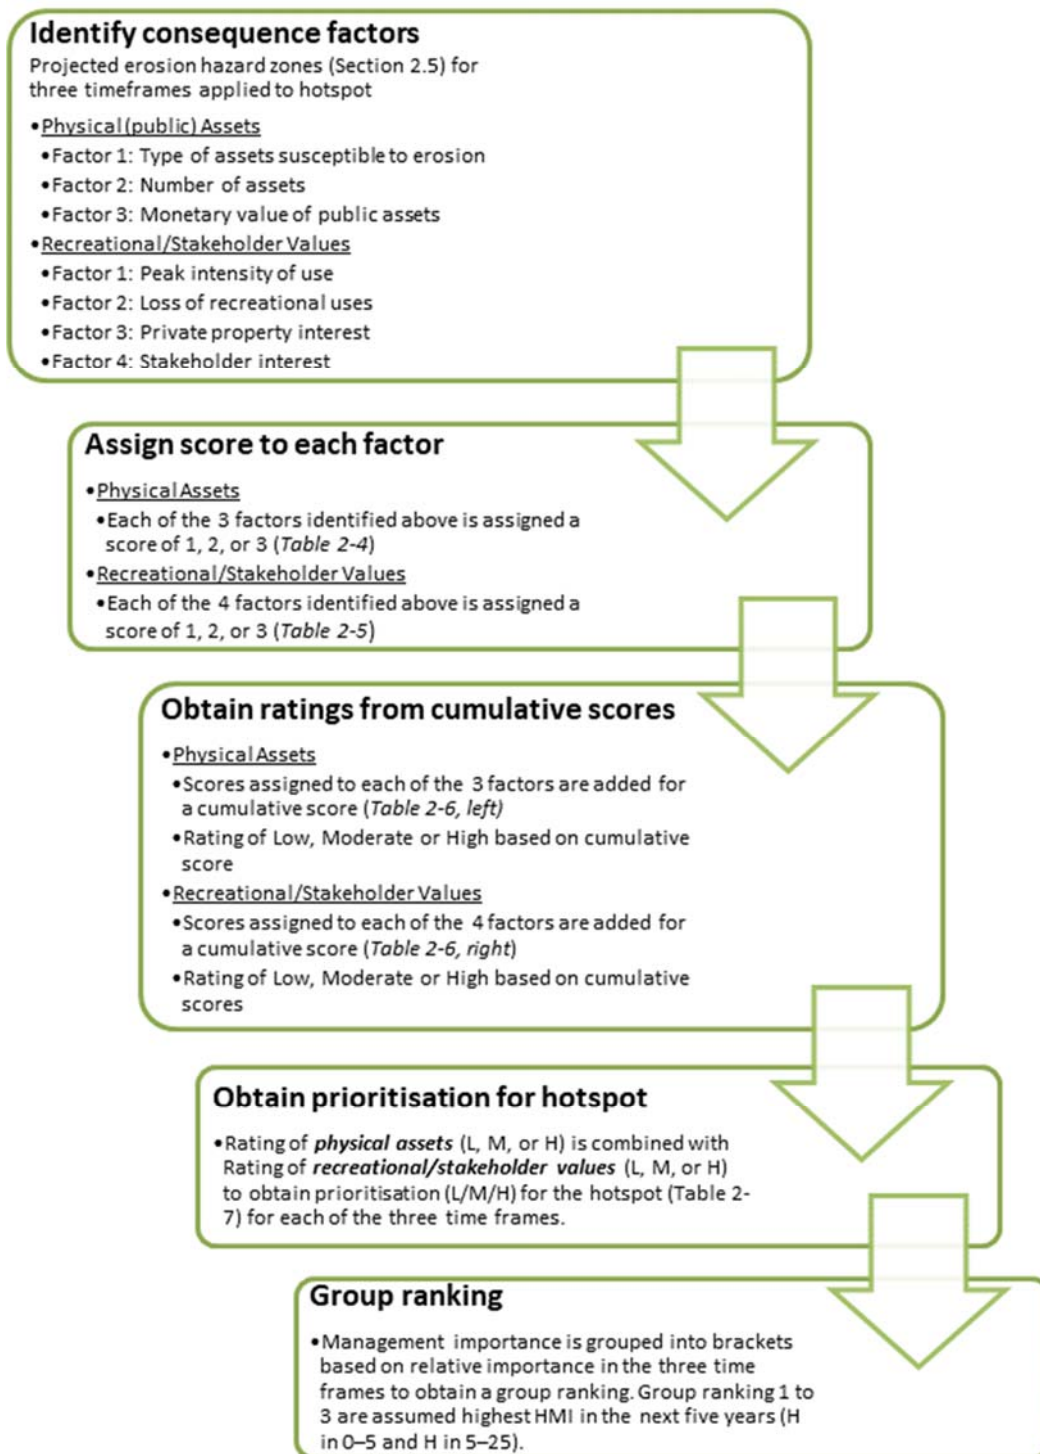 Identify consequence factors
Projected erosion hazard zones (Section 2.5) for
three timeframes applied to hotspot
•Physical (public) Assets
•Factor 1: Type of assets susceptible to erosion
•Factor 2: Number of assets
•Factor 3: Monetary value of public assets
•Recreational/Stakeholder Values
•Factor 1: Peak intensity of use
•Factor 2: Loss of recreational uses
•Factor 3: Private property interest
•Factor 4: Stakeholder interest
Assign score to each factor
•Physical Assets
•Each of the 3 factors identified above is assigned a
score of 1, 2, or 3 (Table 2-4)
•Recreational/Stakeholder Values
•Each of the 4 factors identified above is assigned a
score of 1, 2, or 3 (Table 2-5)
Obtain ratings from cumulative scores
•Physical Assets
•Scores assigned to each of the 3 factors are added for
a cumulative score (Table 2-6, left)
•Rating of Low, Moderate or High based on cumulative
score
•Recreational/Stakeholder Values
•Scores assigned to each of the 4 factors are added for
a cumulative score (Table 2-6, right)
•Rating of Low, Moderate or High based on cumulative
scores
Obtain prioritisation for hotspot
•Rating of physical assets (L, M, or H) is combined with
Rating of recreational/stakeholder values (L, M, or H)
to obtain prioritisation (L/M/H) for the hotspot (Table 2-
7) for each of the three time frames.
Group ranking
•Management importance is grouped into brackets
based on relative importance in the three time
frames to obtain a group ranking. Group ranking 1 to
3 are assumed highest HMI in the next five years (H
in 0–5 and H in 5–25).